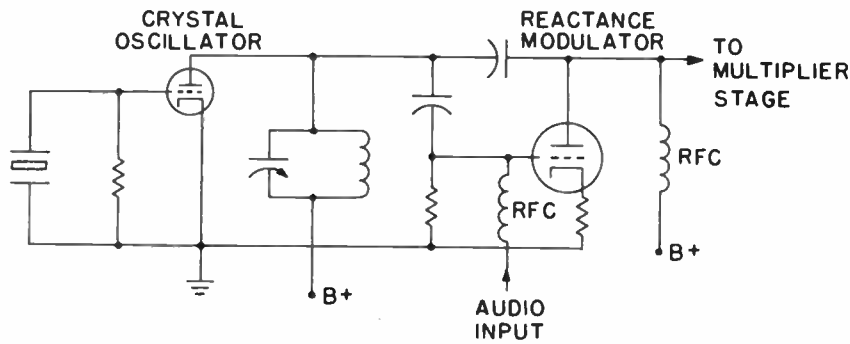 CRYSTAL
OSCILLATOR
REACTANCE
MODULATOR
TO
MULTIPLIER
STAGE
RFC
RFC
B+
B+
AUDIO
INPUT